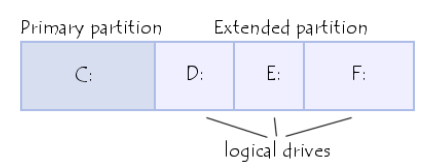 Primary partition Extended partition
C: D: E: F:
logical drives